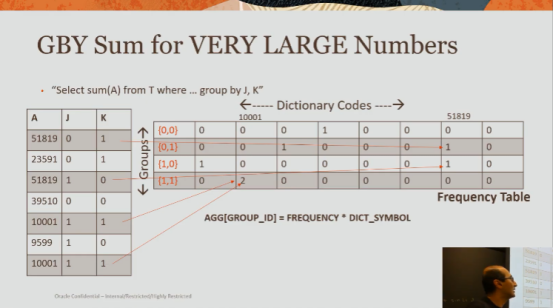 GBY Sum for VERY LARGE Numbers
• "Select sum(A) from T where ... group by J, K"
←----- Dictionary Codes ----→
10001 51819
A J K
51819 0 1
23591 0 1
51819 1 0
39510 0 0
10001 1 1
9599 1 0
10001 1 1
←Groups→
{0,0} 0 0 0 1 0 0 0 0
{0,1} 0 0 1 0 0 0 1 0
{1,0} 1 0 0 0 0 0 1 0
{1,1} 0 2 0 0 0 0 0 0
Frequency Table
AGG[GROUP_ID] = FREQUENCY * DICT_SYMBOL
Oracle Confidential – Internal/Restricted/Highly Restricted